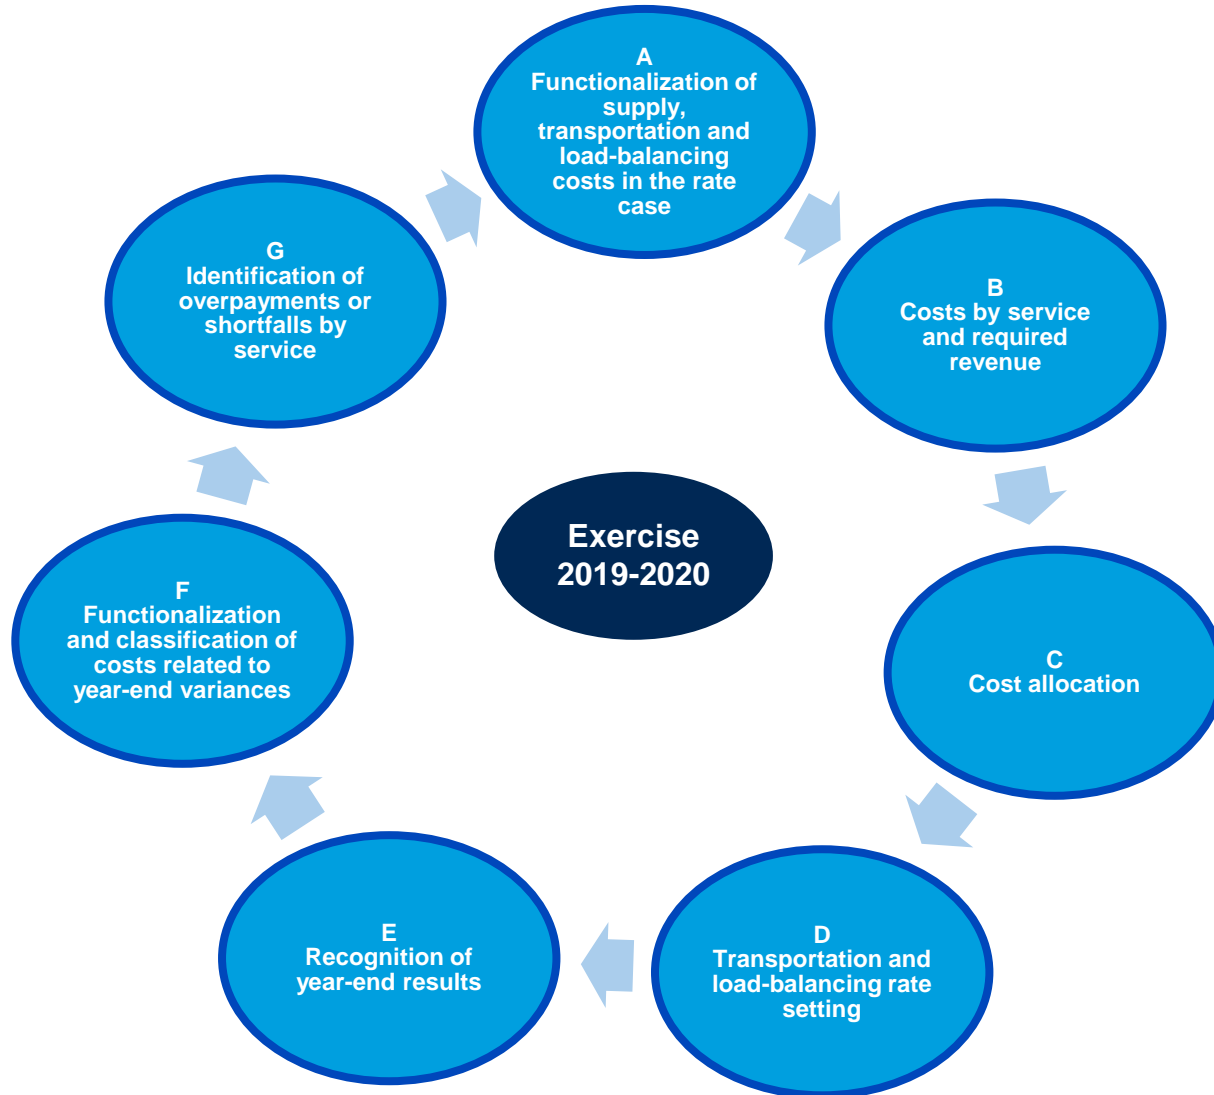 A
Functionalization of
supply,
transportation and
load-balancing
costs in the rate
case
B
Costs by service
and required
revenue
C
Cost allocation
D
Transportation and
load-balancing rate
setting
E
Recognition of
year-end results
F
Functionalization
and classification of
costs related to
year-end variances
G
Identification of
overpayments or
shortfalls by
service
Exercise
2019-2020